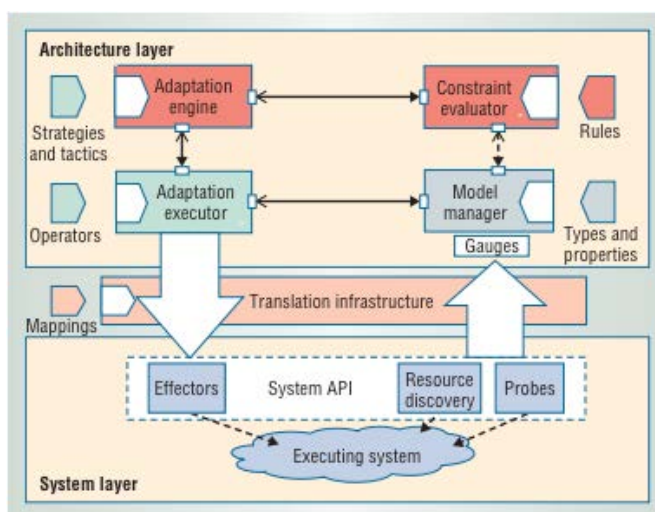 Architecture layer
Adaptation
engine
Constraint
evaluator
Strategies
and tactics
Rules
Adaptation
executor
Model
manager
Operators
Gauges
Types and
properties
Translation infrastructure
Mappings
Effectors
System API
Resource
discovery
Probes
Executing system
System layer